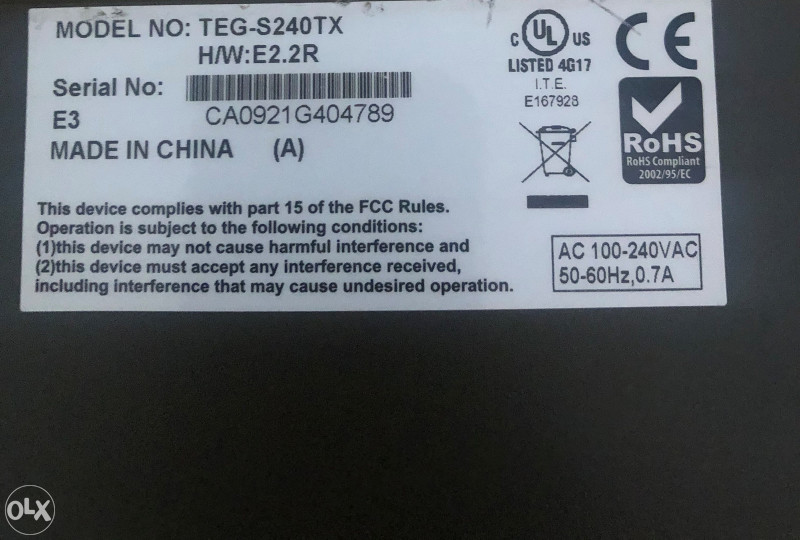 MODEL NO: TEG-S240TX
H/W:E2.2R
Serial No:
CA0921G404789
E3
MADE IN CHINA (A)
C UL US
LISTED 4G17
I.T.E.
E167928
CE
RoHS
RoHS Compliant
2002/95/EC
This device complies with part 15 of the FCC Rules.
Operation is subject to the following conditions:
(1)this device may not cause harmful interference and
(2)this device must accept any interference received,
including interference that may cause undesired operation.
AC 100-240VAC
50-60Hz,0.7A
OLX